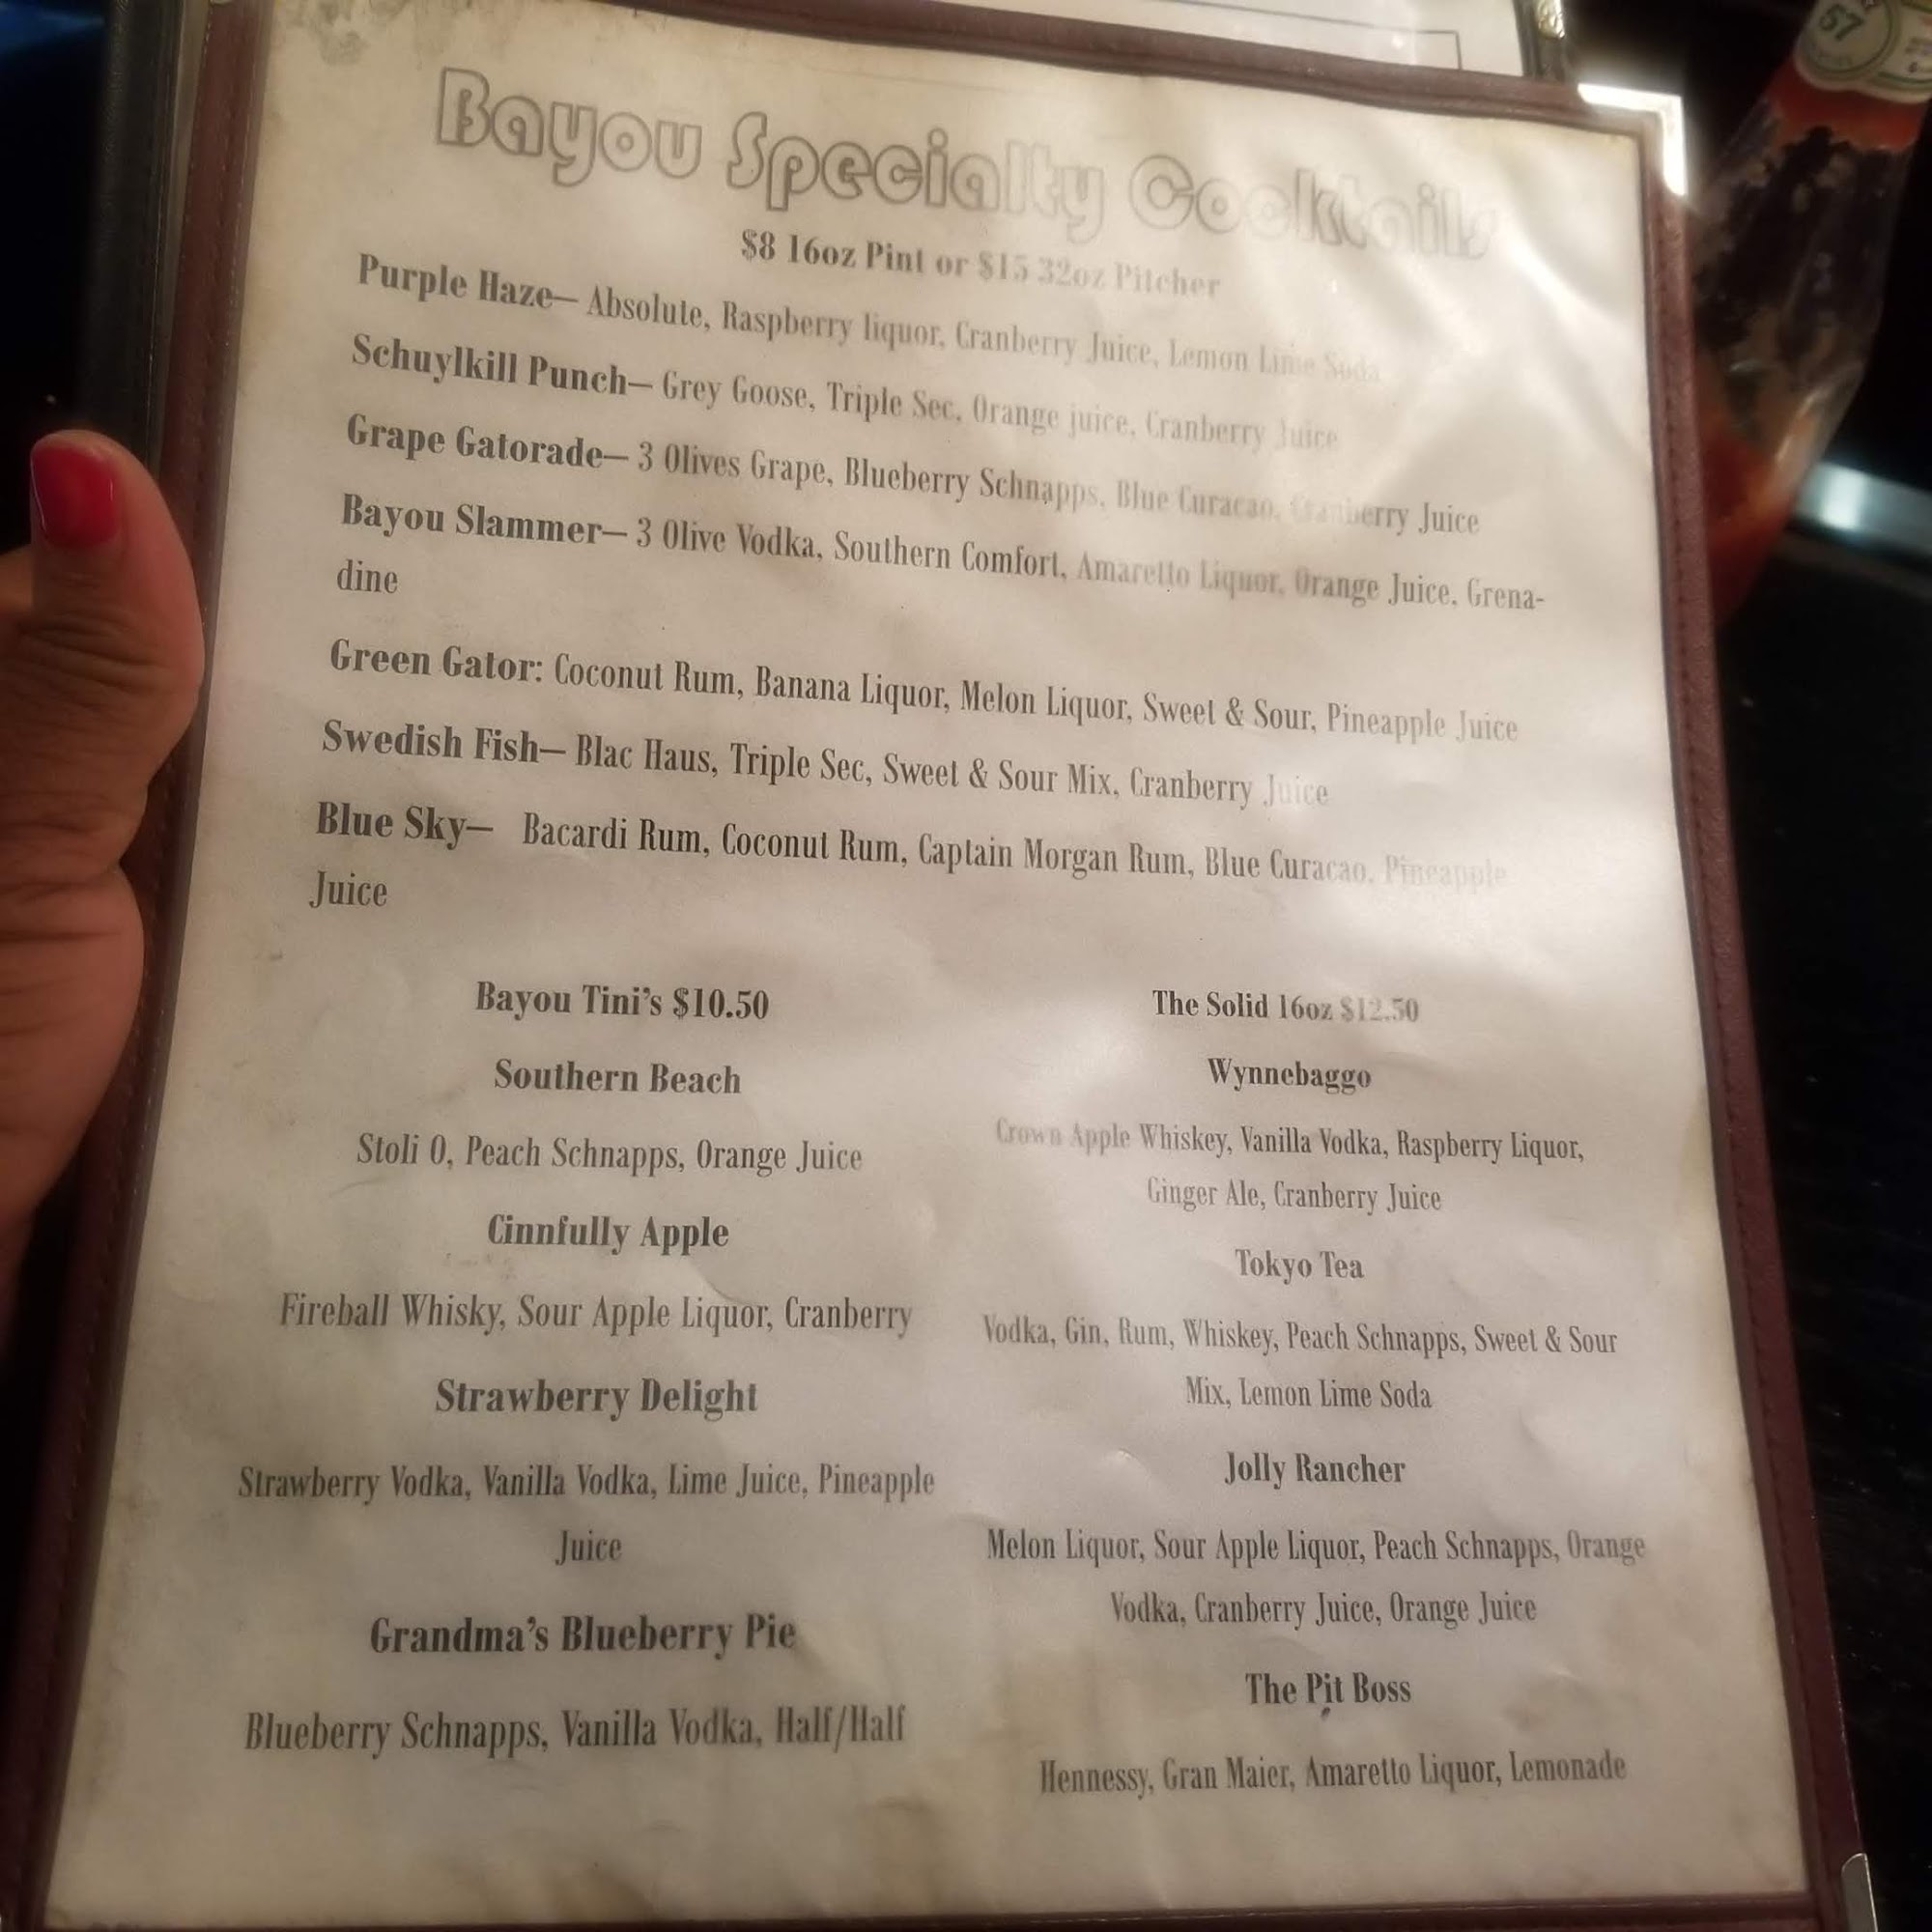 Bayou Specialty Cocktails
$8 16oz Pint or $15 32oz Pitcher
Purple Haze– Absolute, Raspberry liquor, Cranberry Juice, Lemon Lime Soda
Schuylkill Punch– Grey Goose, Triple Sec, Orange juice, Cranberry Juice
Grape Gatorade– 3 Olives Grape, Blueberry Schnapps, Blue Curacao, Cranberry Juice
Bayou Slammer– 3 Olive Vodka, Southern Comfort, Amaretto Liquor, Orange Juice, Grena-
dine
Green Gator: Coconut Rum, Banana Liquor, Melon Liquor, Sweet & Sour, Pineapple Juice
Swedish Fish– Blac Haus, Triple Sec, Sweet & Sour Mix, Cranberry Juice
Blue Sky– Bacardi Rum, Coconut Rum, Captain Morgan Rum, Blue Curacao, Pineapple
Juice
Bayou Tini's $10.50
Southern Beach
Stoli O, Peach Schnapps, Orange Juice
Cinnfully Apple
Fireball Whisky, Sour Apple Liquor, Cranberry
Strawberry Delight
Strawberry Vodka, Vanilla Vodka, Lime Juice, Pineapple
Juice
Grandma's Blueberry Pie
Blueberry Schnapps, Vanilla Vodka, Half/Half
The Solid 16oz $12.50
Wynnebaggo
Crown Apple Whiskey, Vanilla Vodka, Raspberry Liquor,
Ginger Ale, Cranberry Juice
Tokyo Tea
Vodka, Gin, Rum, Whiskey, Peach Schnapps, Sweet & Sour
Mix, Lemon Lime Soda
Jolly Rancher
Melon Liquor, Sour Apple Liquor, Peach Schnapps, Orange
Vodka, Cranberry Juice, Orange Juice
The Pit Boss
Hennessy, Gran Maier, Amaretto Liquor, Lemonade
57